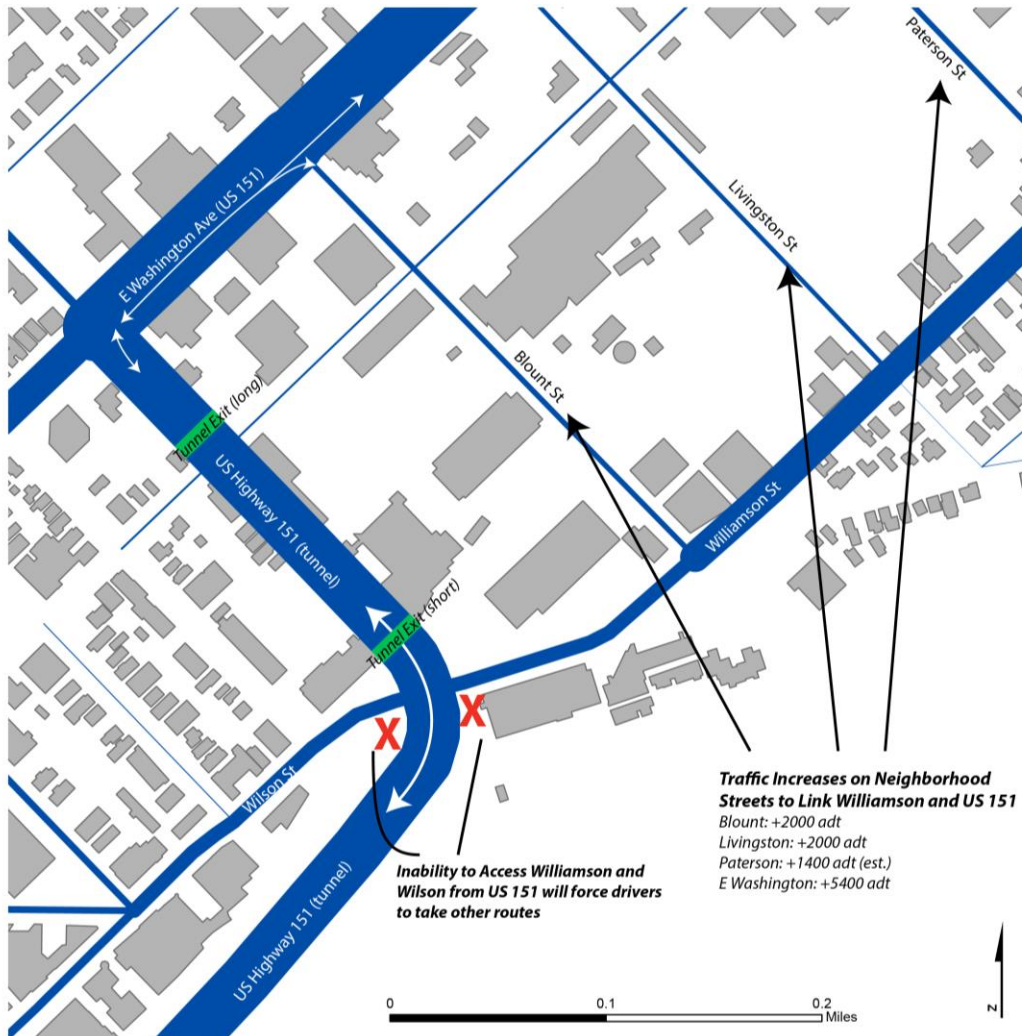 Paterson St
E Washington Ave (US 151)
Livingston St
Blount St
Tunnel Exit (long)
US Highway 151 (tunnel)
Williamson St
Tunnel Exit (short)
X
X
Wilson St
US Highway 151 (tunnel)
Traffic Increases on Neighborhood
Streets to Link Williamson and US 151
Blount: +2000 adt
Livingston: +2000 adt
Paterson: +1400 adt (est.)
E Washington: +5400 adt
Inability to Access Williamson and
Wilson from US 151 will force drivers
to take other routes
0 0.1 0.2
Miles
N